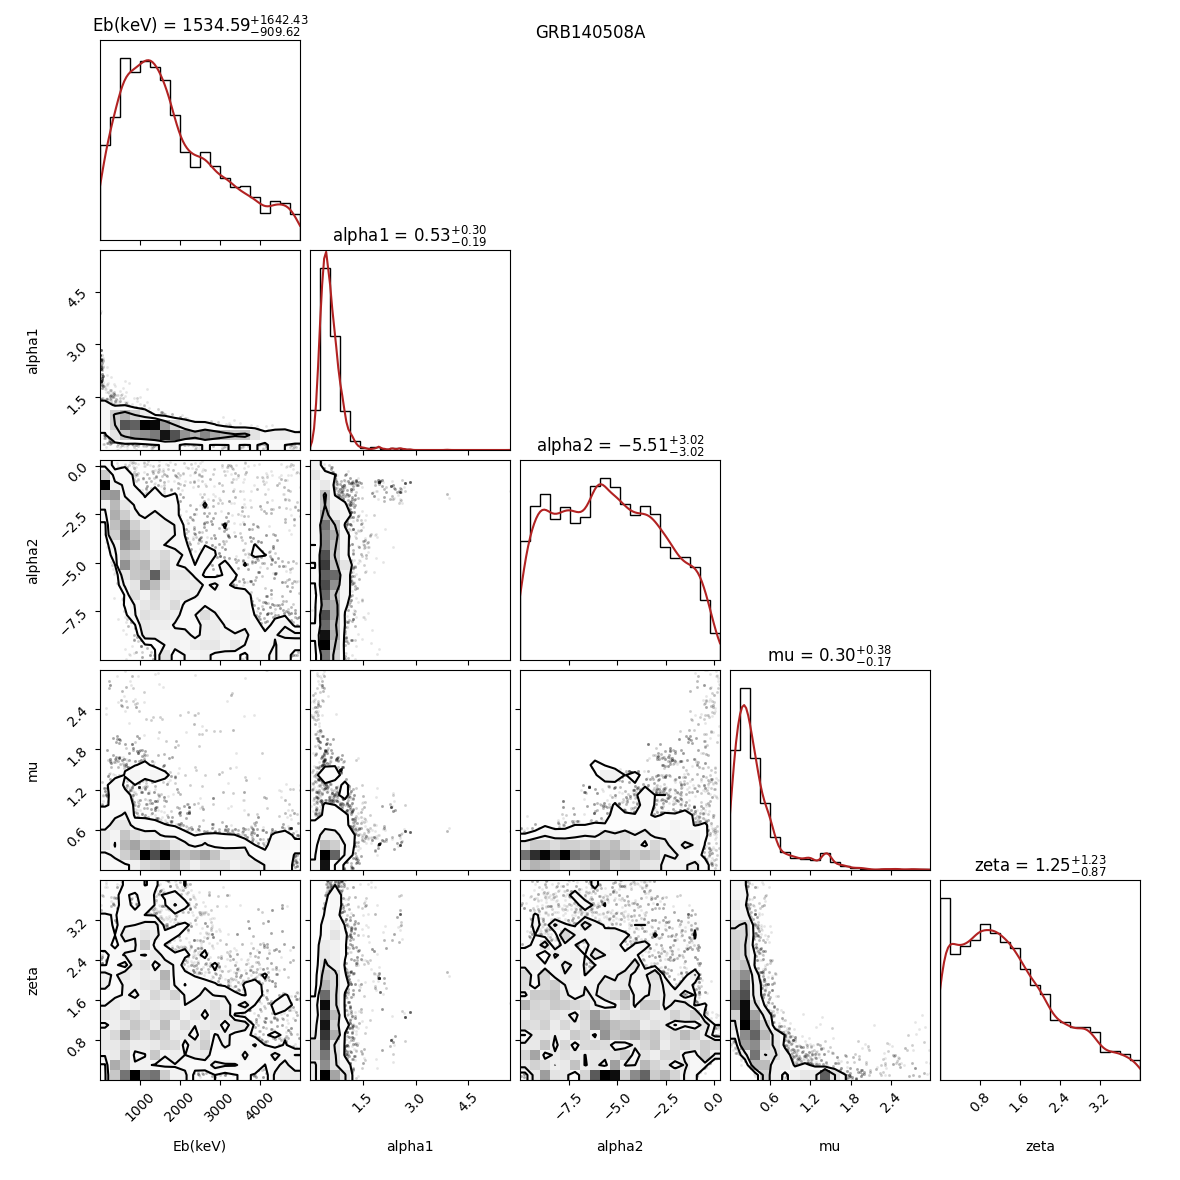 GRB140508A
Eb(keV) = 1534.59+1642.43 −909.62
alpha1 = 0.53+0.30 −0.19
4.5
3.0
1.5
alpha1
alpha2 = −5.51+3.02 −3.02
0.0
−2.5
−5.0
−7.5
alpha2
mu = 0.30+0.38 −0.17
2.4
1.8
1.2
0.6
mu
zeta = 1.25+1.23 −0.87
3.2
2.4
1.6
0.8
zeta
1000 2000 3000 4000
1.5 3.0 4.5
−7.5 −5.0 −2.5 0.0
0.6 1.2 1.8 2.4
0.8 1.6 2.4 3.2
Eb(keV) alpha1 alpha2 mu zeta